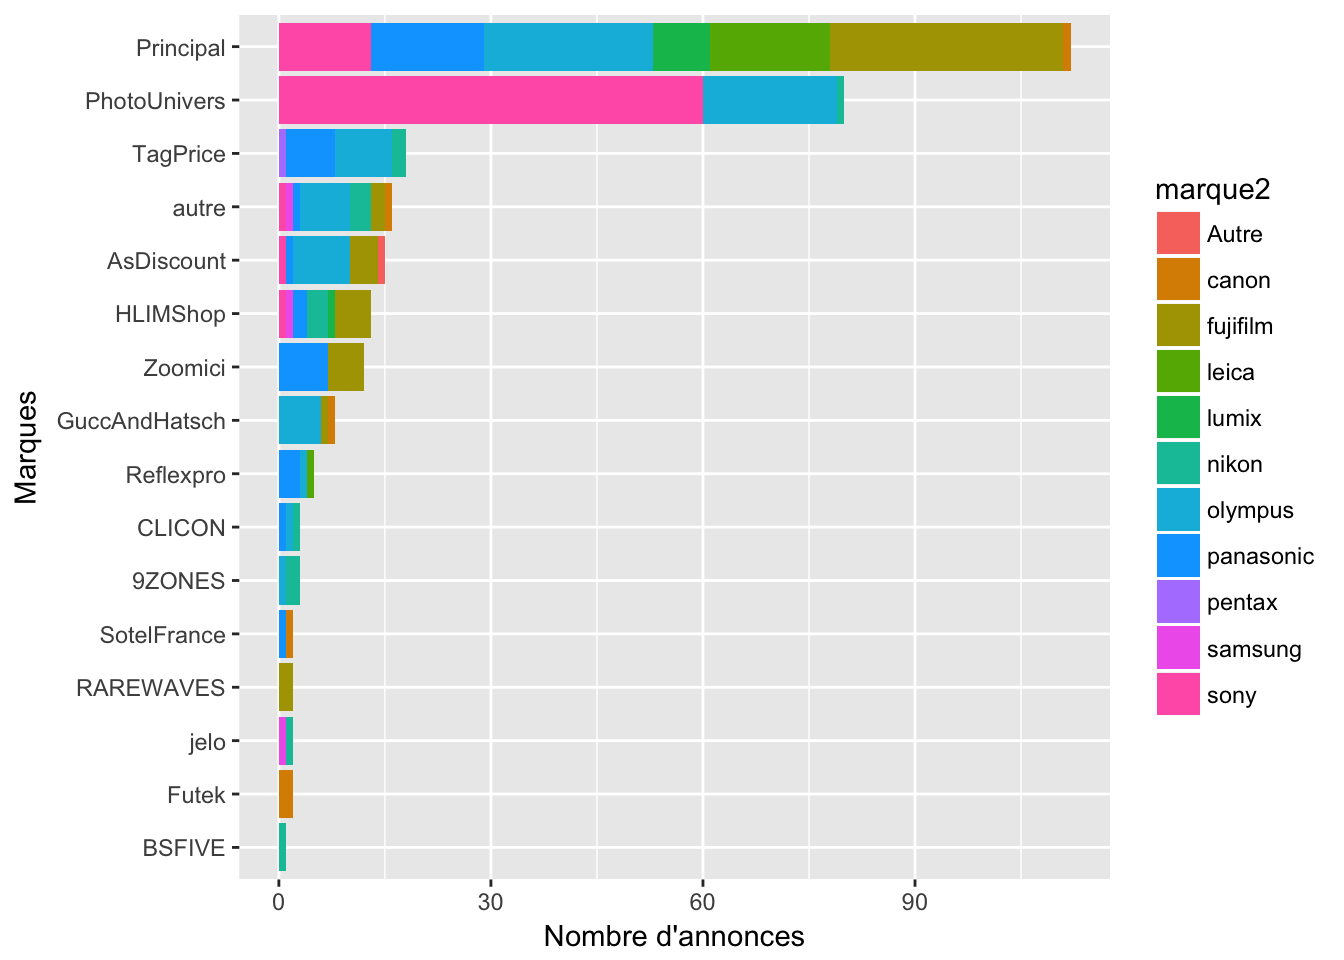 Principal
PhotoUnivers
TagPrice
autre
AsDiscount
HLIMShop
Zoomici
GuccAndHatsch
Reflexpro
CLICON
9ZONES
SotelFrance
RAREWAVES
jelo
Futek
BSFIVE
Marques
0 30 60 90
Nombre d'annonces
marque2
Autre
canon
fujifilm
leica
lumix
nikon
olympus
panasonic
pentax
samsung
sony